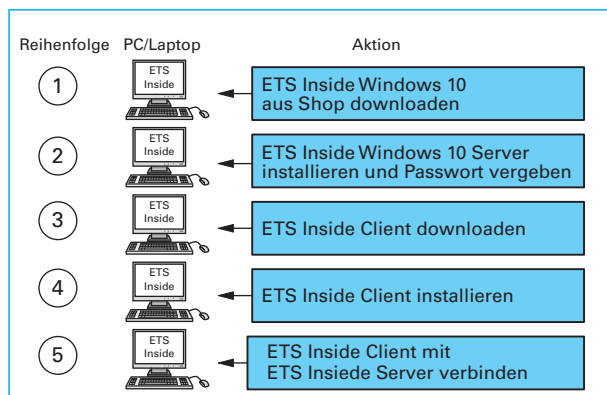 Reihenfolge PC/Laptop Aktion
1
ETS
Inside
ETS Inside Windows 10
aus Shop downloaden
2
ETS
Inside
ETS Inside Windows 10 Server
installieren und Passwort vergeben
3
ETS
Inside
ETS Inside Client downloaden
4
ETS
Inside
ETS Inside Client installieren
5
ETS
Inside
ETS Inside Client mit
ETS Insiede Server verbinden